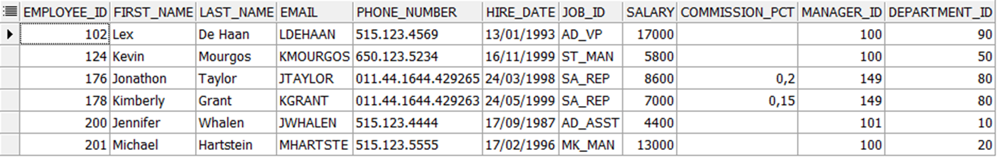 EMPLOYEE_ID FIRST_NAME LAST_NAME EMAIL PHONE_NUMBER HIRE_DATE JOB_ID SALARY COMMISSION_PCT MANAGER_ID DEPARTMENT_ID
102 Lex De Haan LDEHAAN 515.123.4569 13/01/1993 AD_VP 17000 100 90
124 Kevin Mourgos KMOURGOS 650.123.5234 16/11/1999 ST_MAN 5800 100 50
176 Jonathon Taylor JTAYLOR 011.44.1644.429265 24/03/1998 SA_REP 8600 0,2 149 80
178 Kimberly Grant KGRANT 011.44.1644.429263 24/05/1999 SA_REP 7000 0,15 149 80
200 Jennifer Whalen JWHALEN 515.123.4444 17/09/1987 AD_ASST 4400 101 10
201 Michael Hartstein MHARTSTE 515.123.5555 17/02/1996 MK_MAN 13000 100 20